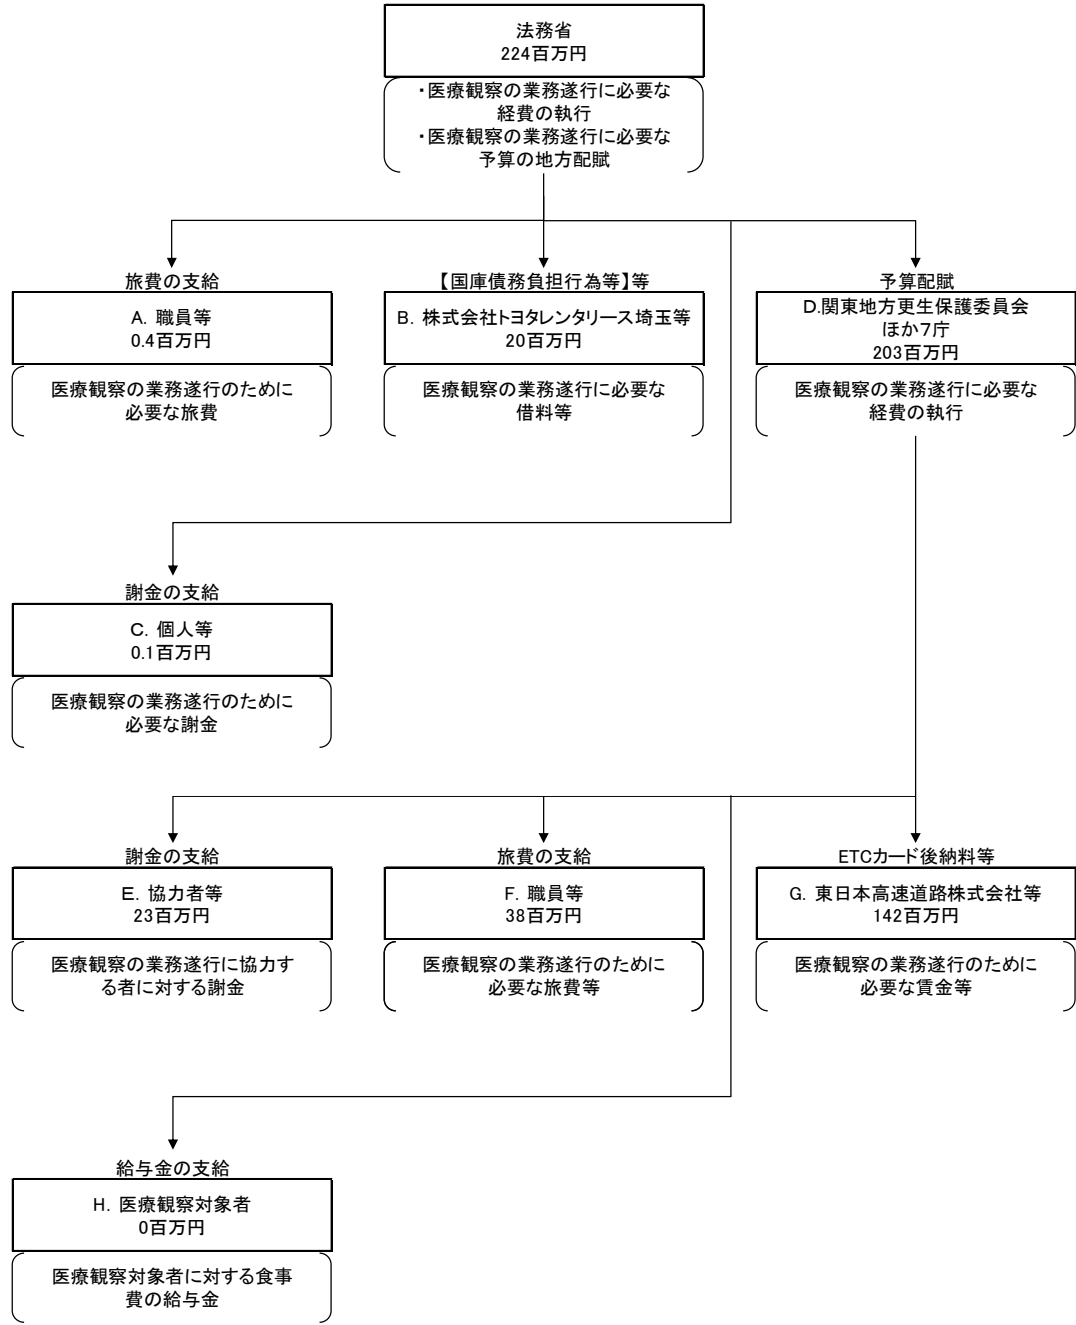 法務省
224百万円
・医療観察の業務遂行に必要な
経費の執行
・医療観察の業務遂行に必要な
予算の地方配賦
旅費の支給
A. 職員等
0.4百万円
医療観察の業務遂行のために
必要な旅費
【国庫債務負担行為等】等
B. 株式会社トヨタレンタリース埼玉等
20百万円
医療観察の業務遂行に必要な
借料等
予算配賦
D.関東地方更生保護委員会
ほか7庁
203百万円
医療観察の業務遂行に必要な
経費の執行
謝金の支給
C. 個人等
0.1百万円
医療観察の業務遂行のために
必要な謝金
謝金の支給
E. 協力者等
23百万円
医療観察の業務遂行に協力す
る者に対する謝金
旅費の支給
F. 職員等
38百万円
医療観察の業務遂行のために
必要な旅費等
ETCカード後納料等
G. 東日本高速道路株式会社等
142百万円
医療観察の業務遂行のために
必要な賃金等
給与金の支給
H. 医療観察対象者
0百万円
医療観察対象者に対する食事
費の給与金